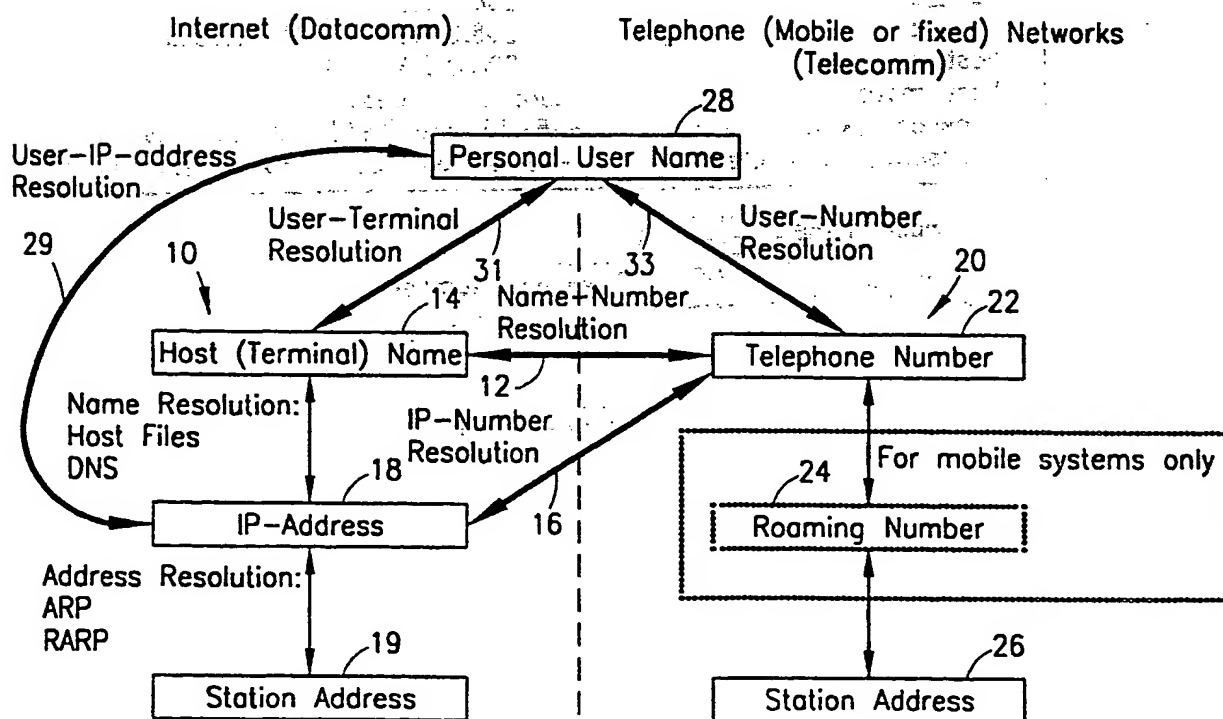 Internet (Datacomm)
Telephone (Mobile or fixed) Networks
(Telecomm)
28
Personal User Name
User-IP-address
Resolution
29
User-Terminal
Resolution
31
33
User-Number
Resolution
10
14
Name-Number
Resolution
20
22
Host (Terminal) Name
12
Telephone Number
Name Resolution:
Host Files
DNS
IP-Number
Resolution
16
For mobile systems only
18
IP-Address
24
Roaming Number
Address Resolution:
ARP
RARP
19
Station Address
26
Station Address